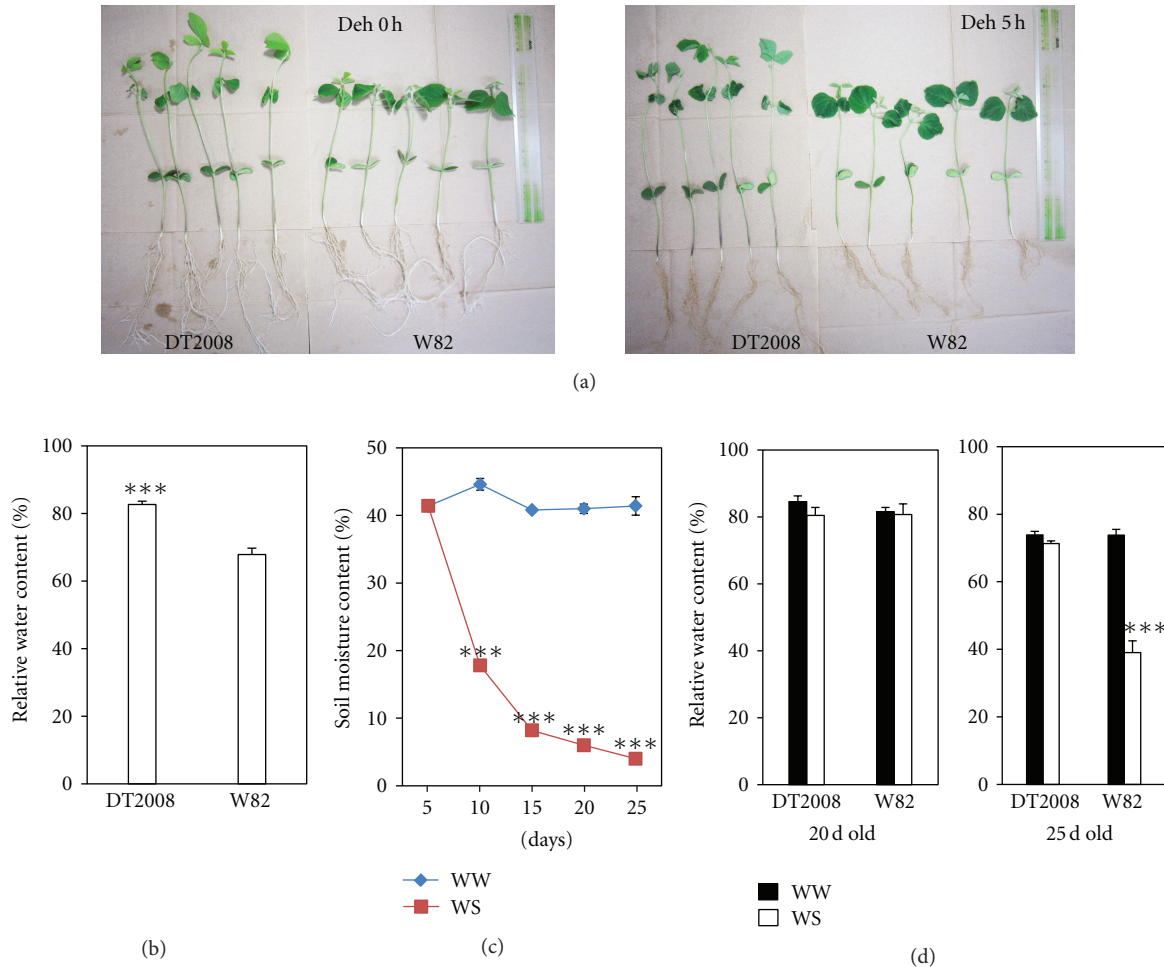 Deh 0 h
DT2008
W82
Deh 5 h
DT2008
W82
(a)
Relative water content (%)
100
80
60
40
20
0
***
DT2008
W82
(b)
Soil moisture content (%)
50
40
30
20
10
0
***
***
***
***
5
10
15
20
25
(days)
WW
WS
(c)
Relative water content (%)
100
80
60
40
20
0
DT2008
W82
20 d old
100
80
60
40
20
0
***
DT2008
W82
25 d old
WW
WS
(d)